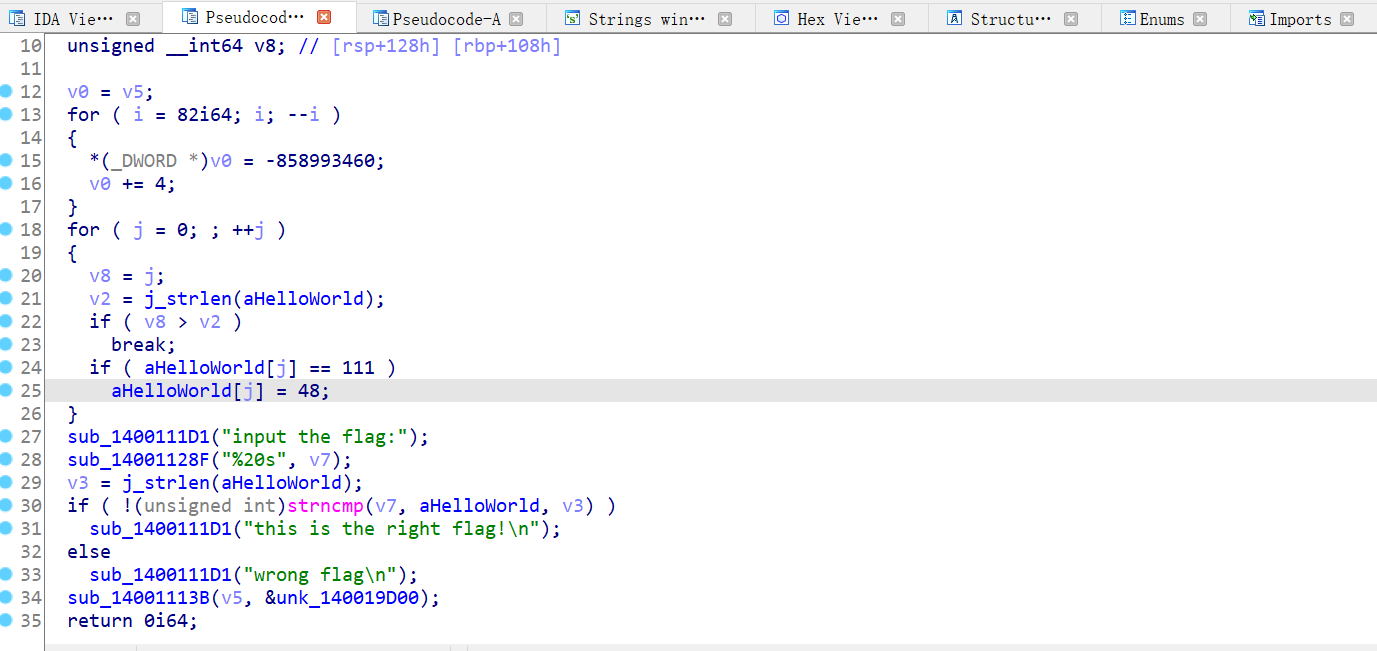 IDA Vie··· Pseudocod··· Pseudocode-A Strings win··· Hex Vie··· Structu··· Enums Imports
10 unsigned __int64 v8; // [rsp+128h] [rbp+108h]
11
12 v0 = v5;
13 for ( i = 82i64; i; --i )
14 {
15 *(_DWORD *)v0 = -858993460;
16 v0 += 4;
17 }
18 for ( j = 0; ; ++j )
19 {
20 v8 = j;
21 v2 = j_strlen(aHelloWorld);
22 if ( v8 > v2 )
23 break;
24 if ( aHelloWorld[j] == 111 )
25 aHelloWorld[j] = 48;
26 }
27 sub_1400111D1("input the flag:");
28 sub_14001128F("%20s", v7);
29 v3 = j_strlen(aHelloWorld);
30 if ( !(unsigned int)strncmp(v7, aHelloWorld, v3) )
31 sub_1400111D1("this is the right flag!\n");
32 else
33 sub_1400111D1("wrong flag\n");
34 sub_14001113B(v5, &unk_140019D00);
35 return 0i64;